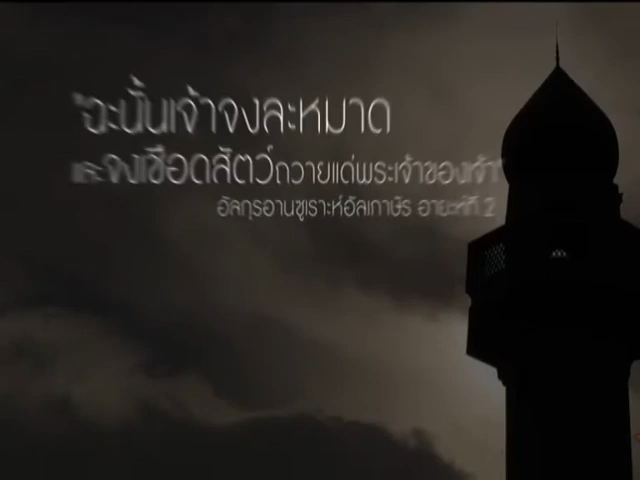 "ฉะนั้นเจ้าจงละหมาด
และจงเชือดสัตว์ถวายแด่พระเจ้าของเจ้า"
อัลกุรอานซูเราะห์อัลเกาษัร อายะห์ที่ 2